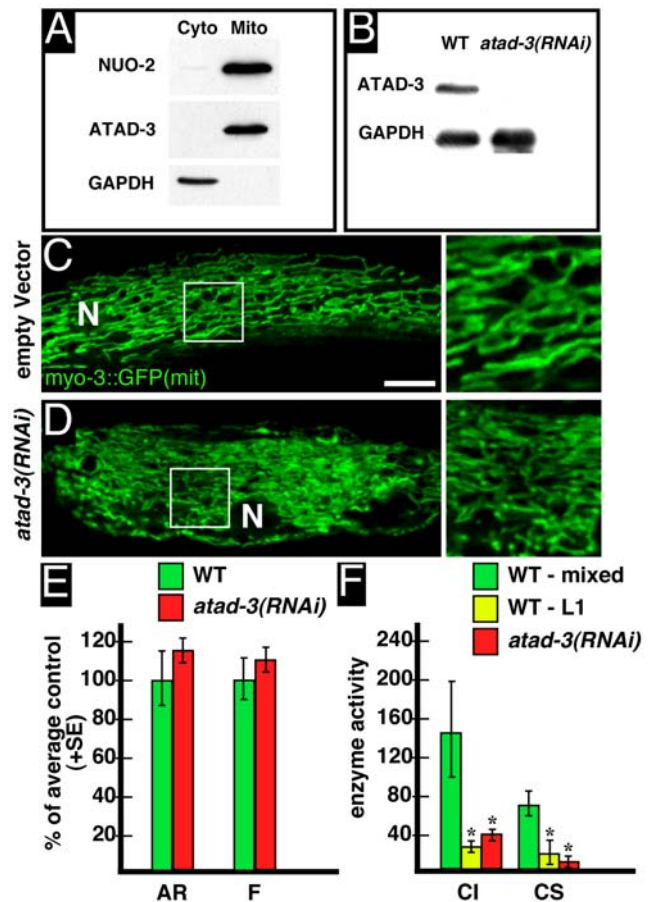 A
Cyto Mito
NUO-2
ATAD-3
GAPDH
B
WT atad-3(RNAi)
ATAD-3
GAPDH
empty Vector
C
N
myo-3::GFP(mit)
atad-3(RNAi)
D
N
E
WT
atad-3(RNAi)
% of average control
(+SE)
120
100
80
60
40
20
AR F
F
WT - mixed
WT - L1
atad-3(RNAi)
enzyme activity
240
200
160
120
80
40
* *
* *
CI CS